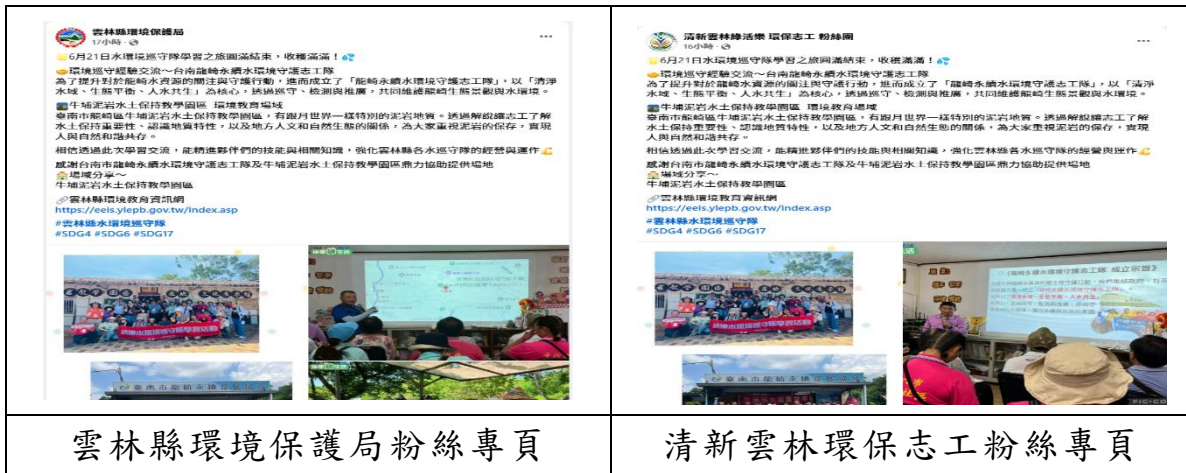 雲林縣環境保護局
17小時
6月21日水環境巡守隊學習之旅圓滿結束，收穫滿滿！
環境巡守經驗交流～台南龍崎永續水環境守護志工隊
為了提升對於龍崎水資源的關注與守護行動，進而成立了「龍崎永續水環境守護志工隊」，以「清淨
水域、生態平衡、人水共生」為核心，透過巡守、檢測與推廣，共同維護龍崎生態景觀與水環境。
牛埔泥岩水土保持教學園區 環境教育場域
臺南市龍崎區牛埔泥岩水土保持教學園區，有跟月世界一樣特別的泥岩地質。透過解說讓志工了解
水土保持重要性、認識地質特性，以及地方人文和自然生態的關係，為大家重視泥岩的保存，實現
人與自然和諧共存。
相信透過此次學習交流，能精進夥伴們的技能與相關知識，強化雲林縣各水巡守隊的經營與運作
感謝台南市龍崎永續水環境守護志工隊及牛埔泥岩水土保持教學園區鼎力協助提供場地
場域分享～
牛埔泥岩水土保持教學園區
雲林縣環境教育資訊網
https://eeis.ylepb.gov.tw/index.asp
#雲林縣水環境巡守隊
#SDG4 #SDG6 #SDG17
臺南市龍崎永續
雲林縣環境保護局粉絲專頁
清新雲林綠活樂 環保志工 粉絲團
16小時
6月21日水環境巡守隊學習之旅圓滿結束，收穫滿滿！
環境巡守經驗交流～台南龍崎永續水環境守護志工隊
為了提升對於龍崎水資源的關注與守護行動，進而成立了「龍崎永續水環境守護志工隊」，以「清淨
水域、生態平衡、人水共生」為核心，透過巡守、檢測與推廣，共同維護龍崎生態景觀與水環境。
牛埔泥岩水土保持教學園區 環境教育場域
臺南市龍崎區牛埔泥岩水土保持教學園區，有跟月世界一樣特別的泥岩地質。透過解說讓志工了解
水土保持重要性、認識地質特性，以及地方人文和自然生態的關係，為大家重視泥岩的保存，實現
人與自然和諧共存。
相信透過此次學習交流，能精進夥伴們的技能與相關知識，強化雲林縣各水巡守隊的經營與運作
感謝台南市龍崎永續水環境守護志工隊及牛埔泥岩水土保持教學園區鼎力協助提供場地
場域分享～
牛埔泥岩水土保持教學園區
雲林縣環境教育資訊網
https://eeis.ylepb.gov.tw/index.asp
#雲林縣水環境巡守隊
#SDG4 #SDG6 #SDG17
《龍崎永續水環境守護志工隊 成立宗旨》
臺南市龍崎永續
清新雲林環保志工粉絲專頁